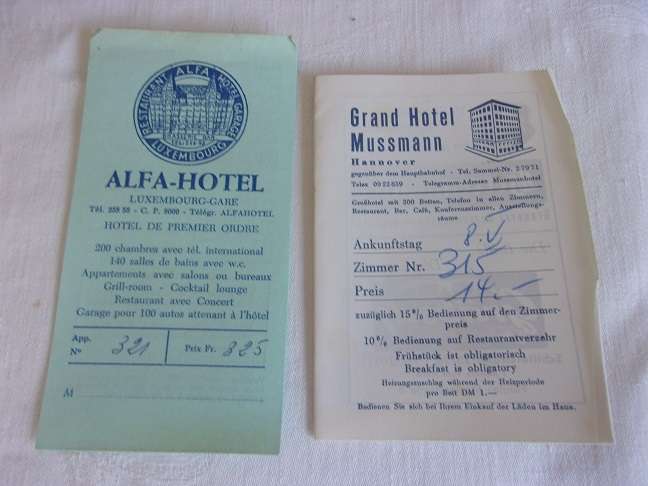 RESTAURANT ALFA HOTEL GARAGE
LUXEMBOURG
ALFA-HOTEL
LUXEMBOURG-GARE
Tél. 258 58 - C. P. 8000 - Télégr. ALFAHOTEL
HOTEL DE PREMIER ORDRE
200 chambres avec tél. international
140 salles de bains avec w.c.
Appartements avec salons ou bureaux
Grill-room - Cocktail lounge
Restaurant avec Concert
Garage pour 100 autos attenant à l'hôtel
App. No 321 Prix Fr. 325
M
Grand Hotel
Mussmann
Hannover
gegenüber dem Hauptbahnhof - Tel. Sammel-Nr. 27971
Telex 0922859 - Telegramm-Adresse Mussmannhotel
Großhotel mit 200 Betten, Telefon in allen Zimmern,
Restaurant, Bar, Café, Konferenzzimmer, Ausstellungs-
räume
Ankunftstag 8. V
Zimmer Nr. 315
Preis 14.—
zuzüglich 15% Bedienung auf den Zimmer-
preis
10% Bedienung auf Restaurantverzehr
Frühstück ist obligatorisch
Breakfast is obligatory
Heizungszuschlag während der Heizperiode
pro Bett DM 1.—
Bedienen Sie sich bei Ihrem Einkauf der Läden im Haus.